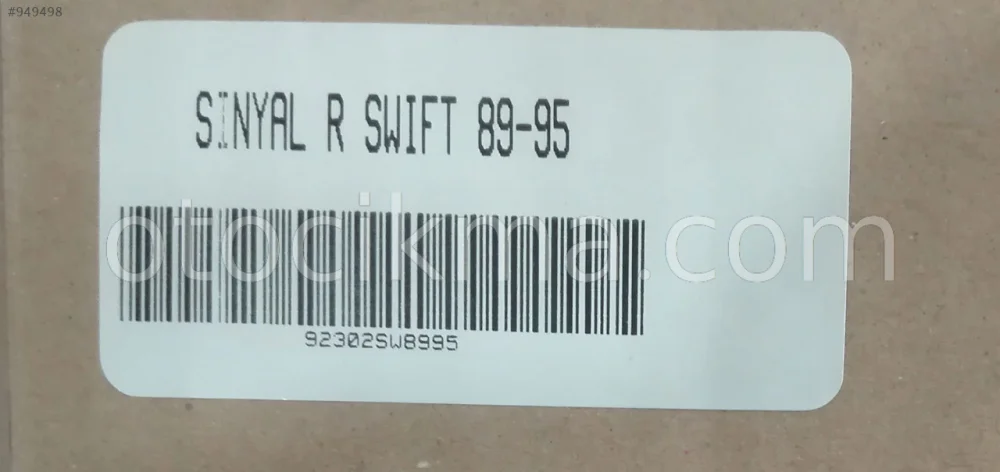 #949498
SINYAL R SWIFT 89-95
otocikma.com
92302SW8995